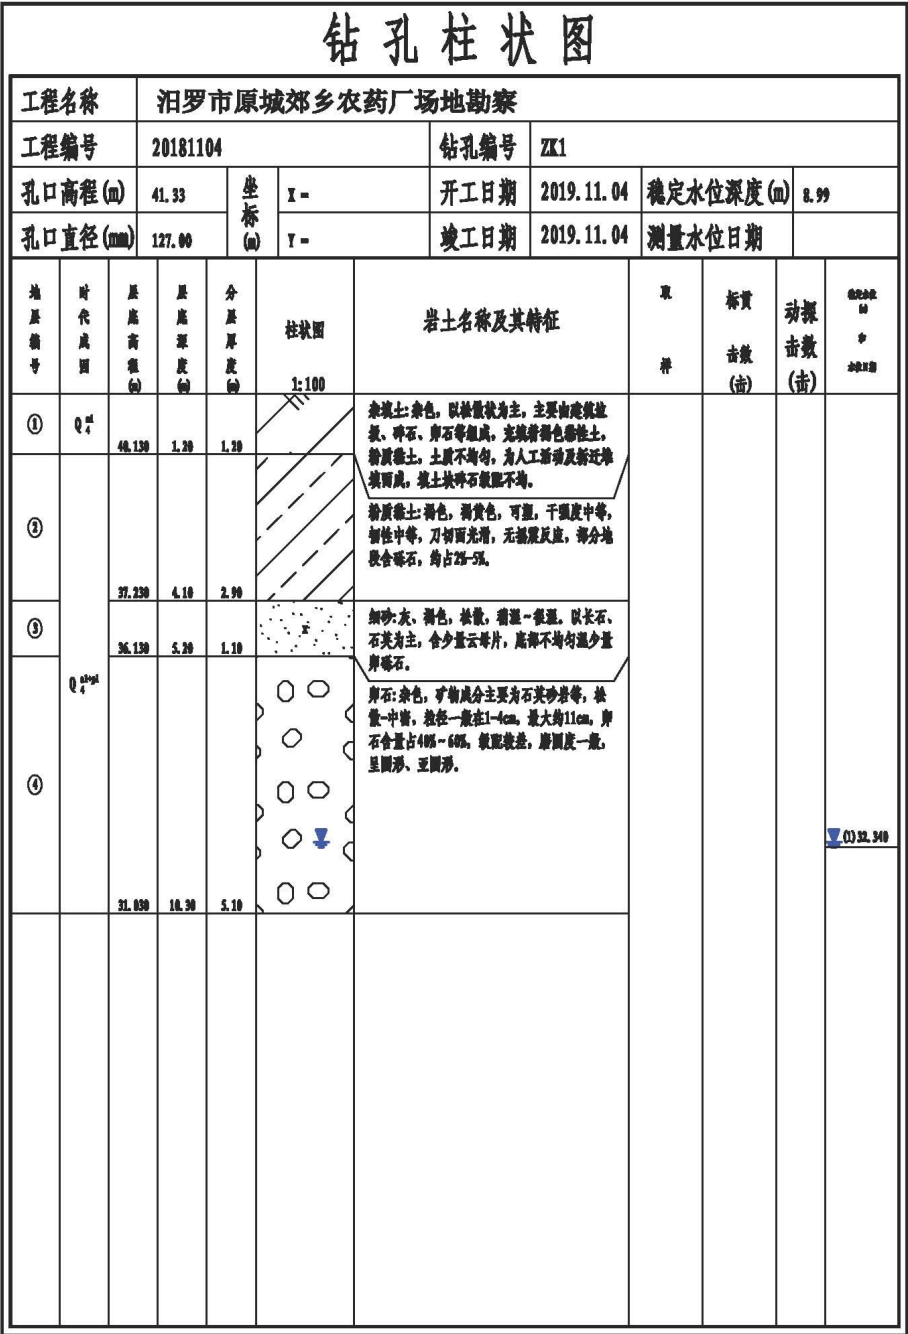 钻孔柱状图
工程名称 汨罗市原城郊乡农药厂场地勘察
工程编号 20181104 钻孔编号 ZK1
孔口高程(m) 41.33 坐标(m) X = 开工日期 2019.11.04 稳定水位深度(m) 8.99
孔口直径(mm) 127.00 Y = 竣工日期 2019.11.04 测量水位日期
地层编号 时代成因 层底高程(m) 层底深度(m) 分层厚度(m) 柱状图 1:100 岩土名称及其特征 取样 标贯击数(击) 动探击数(击)
① Q4ml 40.130 1.20 1.20
杂填土:杂色,以松散状为主,主要由建筑垃
圾、碎石、卵石等组成,充填着褐色黏性土,
粉质黏土,土质不均匀,为人工活动及拆迁堆
填而成,填土块碎石级配不均。
② 37.230 4.10 2.90
粉质黏土:褐色,褐黄色,可塑,干强度中等,
韧性中等,刀切面光滑,无摇震反应,部分地
段含砾石,约占2%-5%。
③ 36.130 5.20 1.10
细砂:灰、褐色,松散,稍湿~很湿。以长石、
石英为主,含少量云母片,底部不均匀混少量
卵砾石。
Q4al+pl
④ 31.030 10.30 5.10
卵石:杂色,矿物成分主要为石英砂岩等,松
散-中密,粒径一般在1-4cm,最大约11cm,卵
石含量占40%~60%,级配较差,磨圆度一般,
呈圆形、亚圆形。
(1)32.340